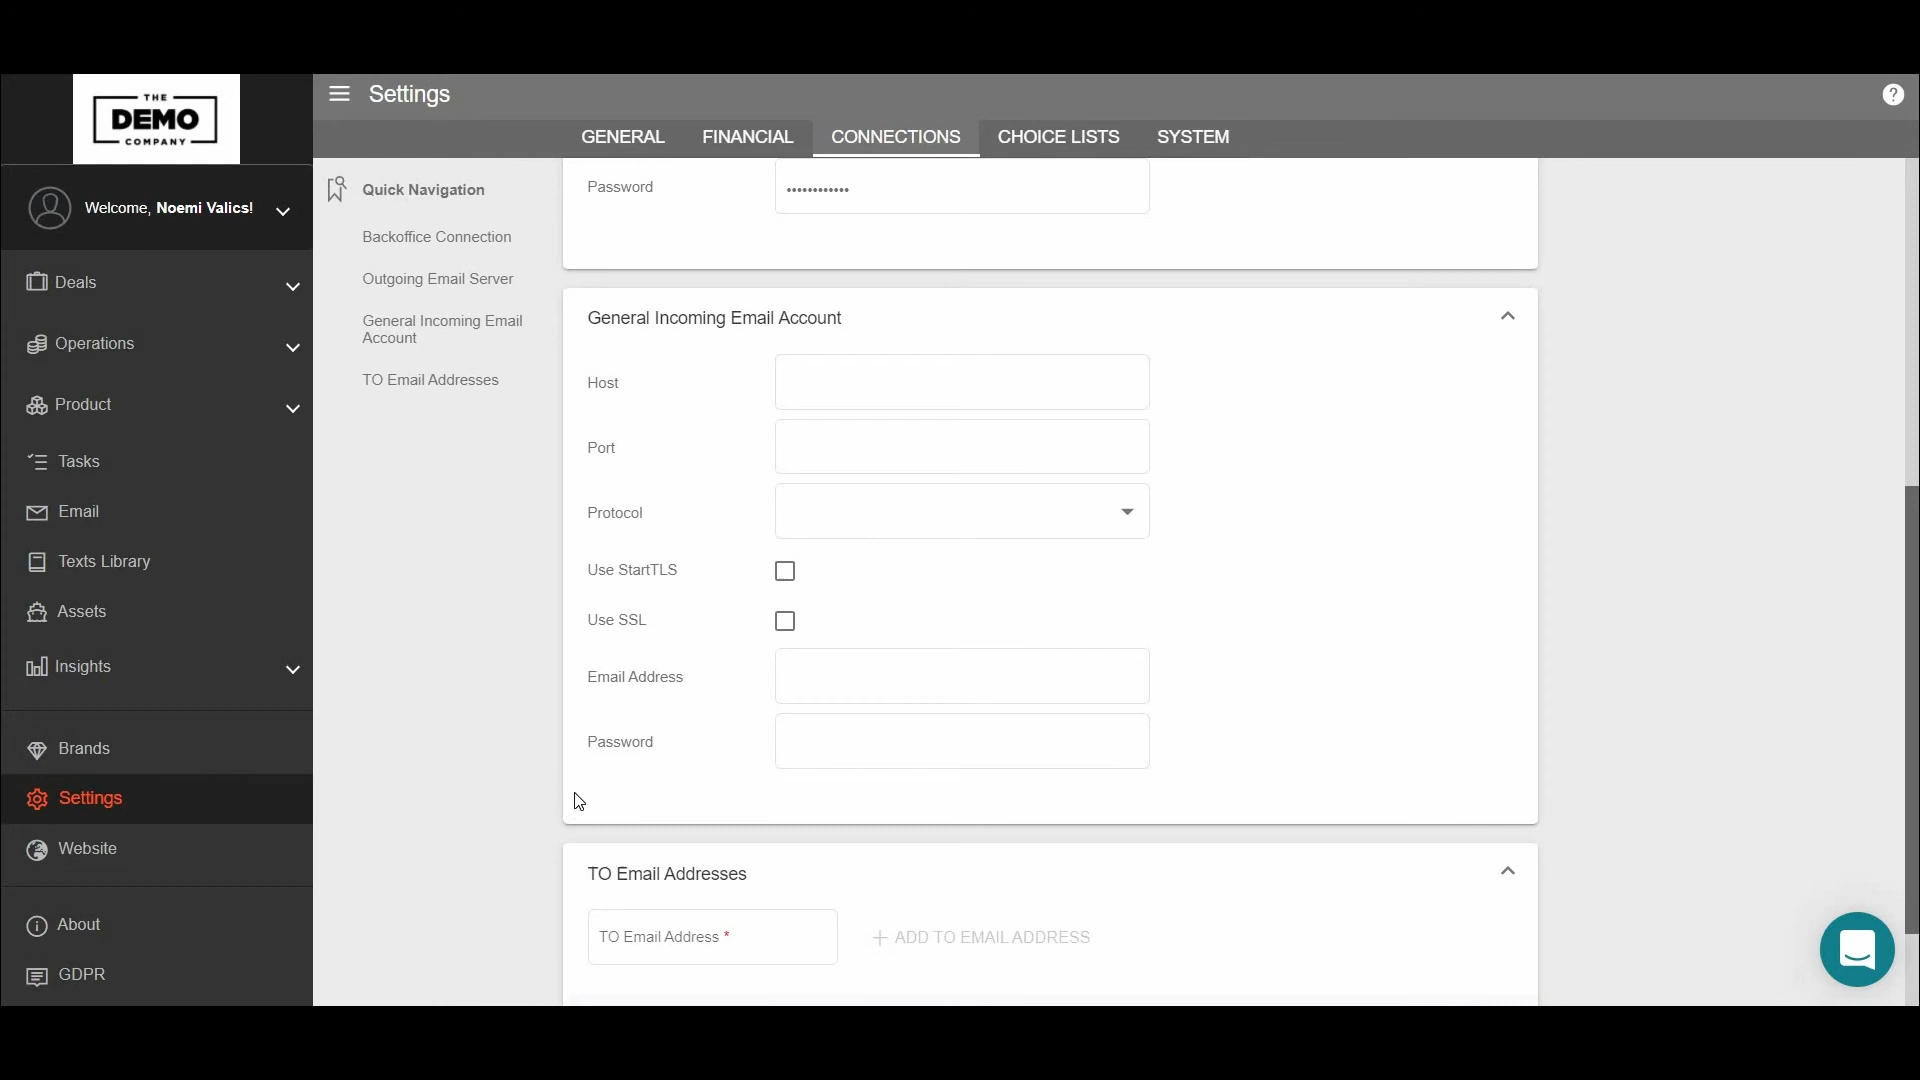 THE
DEMO
COMPANY
Settings
?
GENERAL
FINANCIAL
CONNECTIONS
CHOICE LISTS
SYSTEM
Welcome, Noemi Valics!
Deals
Operations
Product
Tasks
Email
Texts Library
Assets
Insights
Brands
Settings
Website
About
GDPR
Quick Navigation
Backoffice Connection
Outgoing Email Server
General Incoming Email
Account
TO Email Addresses
Password
••••••••••••
General Incoming Email Account
Host
Port
Protocol
Use StartTLS
Use SSL
Email Address
Password
TO Email Addresses
TO Email Address *
+ ADD TO EMAIL ADDRESS